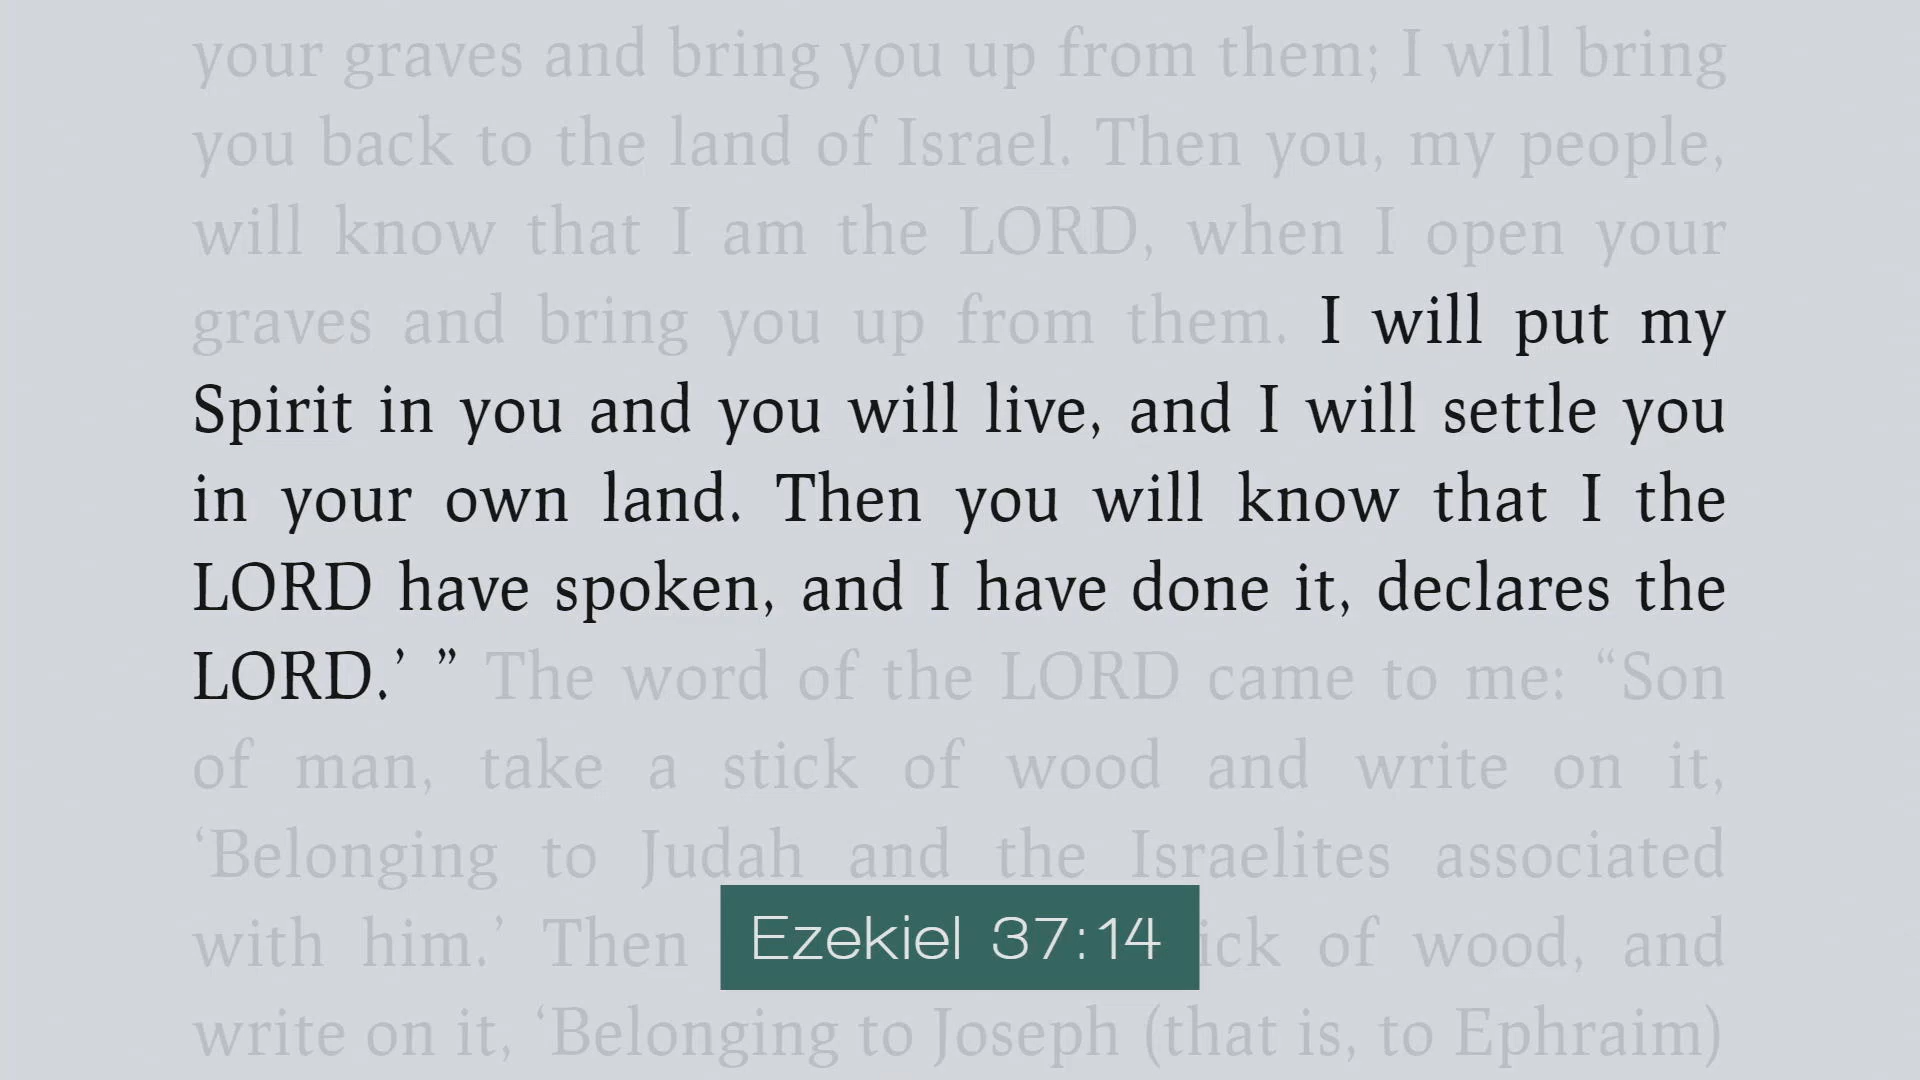 your graves and bring you up from them; I will bring
you back to the land of Israel. Then you, my people,
will know that I am the LORD, when I open your
graves and bring you up from them. I will put my
Spirit in you and you will live, and I will settle you
in your own land. Then you will know that I the
LORD have spoken, and I have done it, declares the
LORD.’ ” The word of the LORD came to me: “Son
of man, take a stick of wood and write on it,
‘Belonging to Judah and the Israelites associated
with him.’ Then ick of wood, and
Ezekiel 37:14
write on it, ‘Belonging to Joseph (that is, to Ephraim)